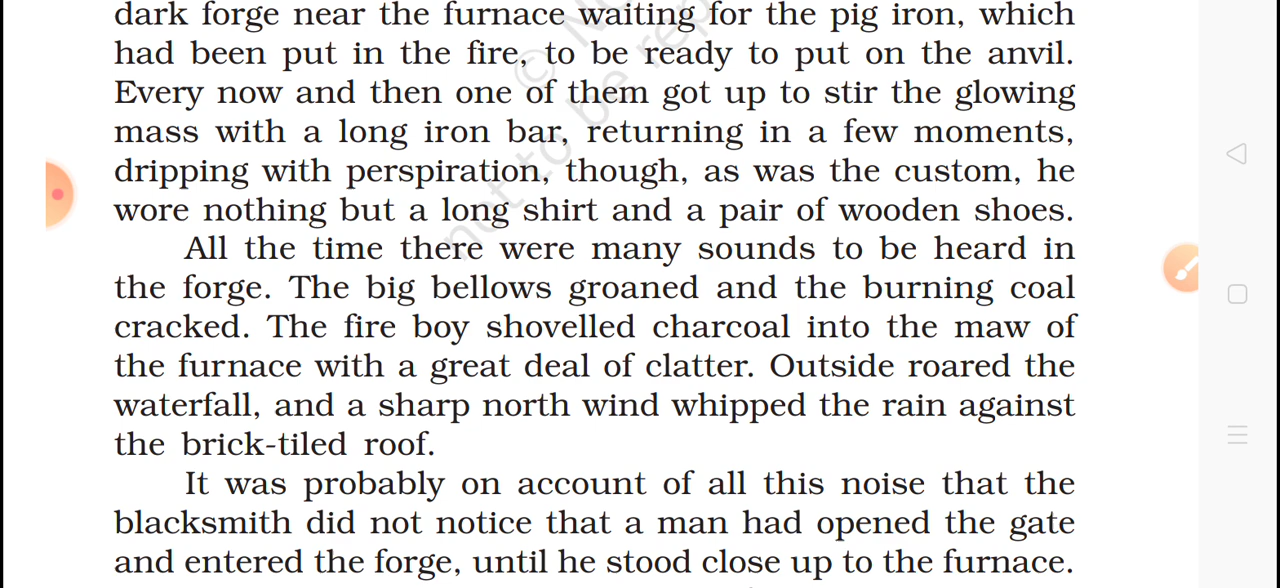 dark forge near the furnace waiting for the pig iron, which
had been put in the fire, to be ready to put on the anvil.
Every now and then one of them got up to stir the glowing
mass with a long iron bar, returning in a few moments,
dripping with perspiration, though, as was the custom, he
wore nothing but a long shirt and a pair of wooden shoes.
All the time there were many sounds to be heard in
the forge. The big bellows groaned and the burning coal
cracked. The fire boy shovelled charcoal into the maw of
the furnace with a great deal of clatter. Outside roared the
waterfall, and a sharp north wind whipped the rain against
the brick-tiled roof.
It was probably on account of all this noise that the
blacksmith did not notice that a man had opened the gate
and entered the forge, until he stood close up to the furnace.
not to be